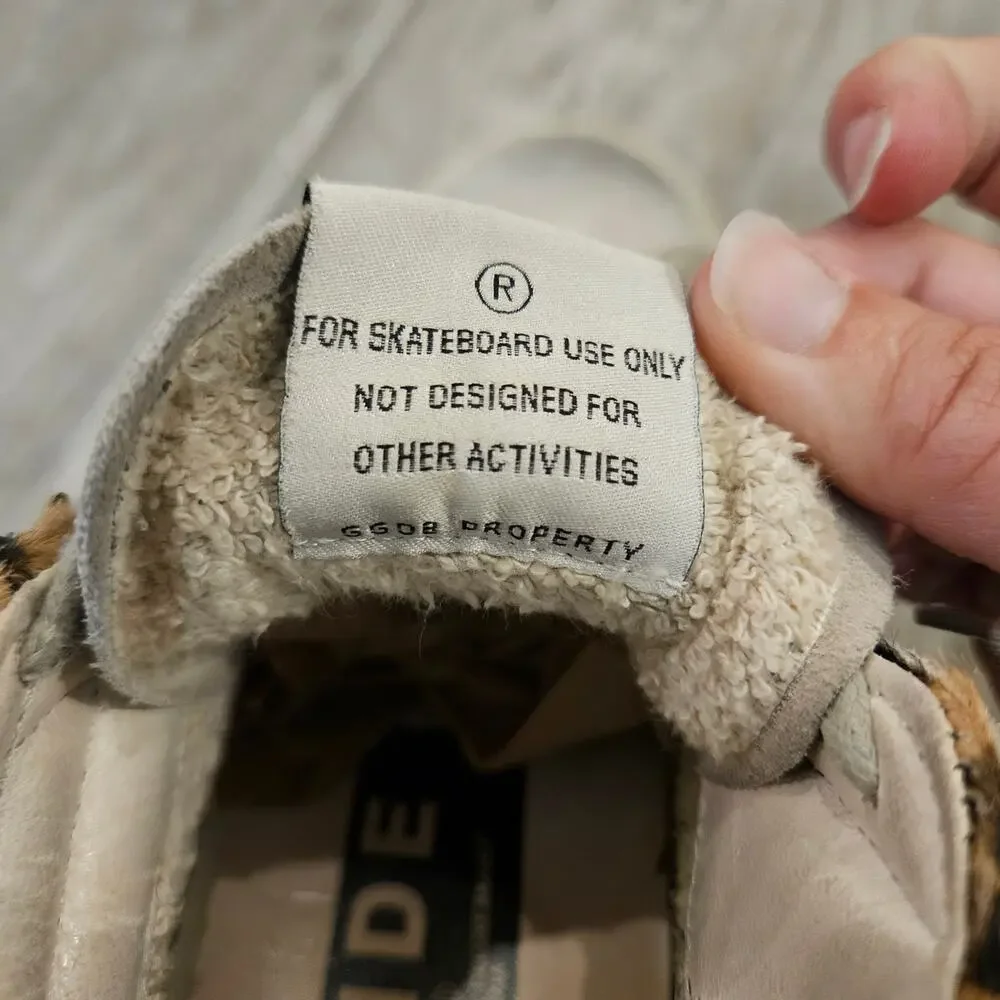 ®
FOR SKATEBOARD USE ONLY
NOT DESIGNED FOR
OTHER ACTIVITIES
GGDB PROPERTY
IDE